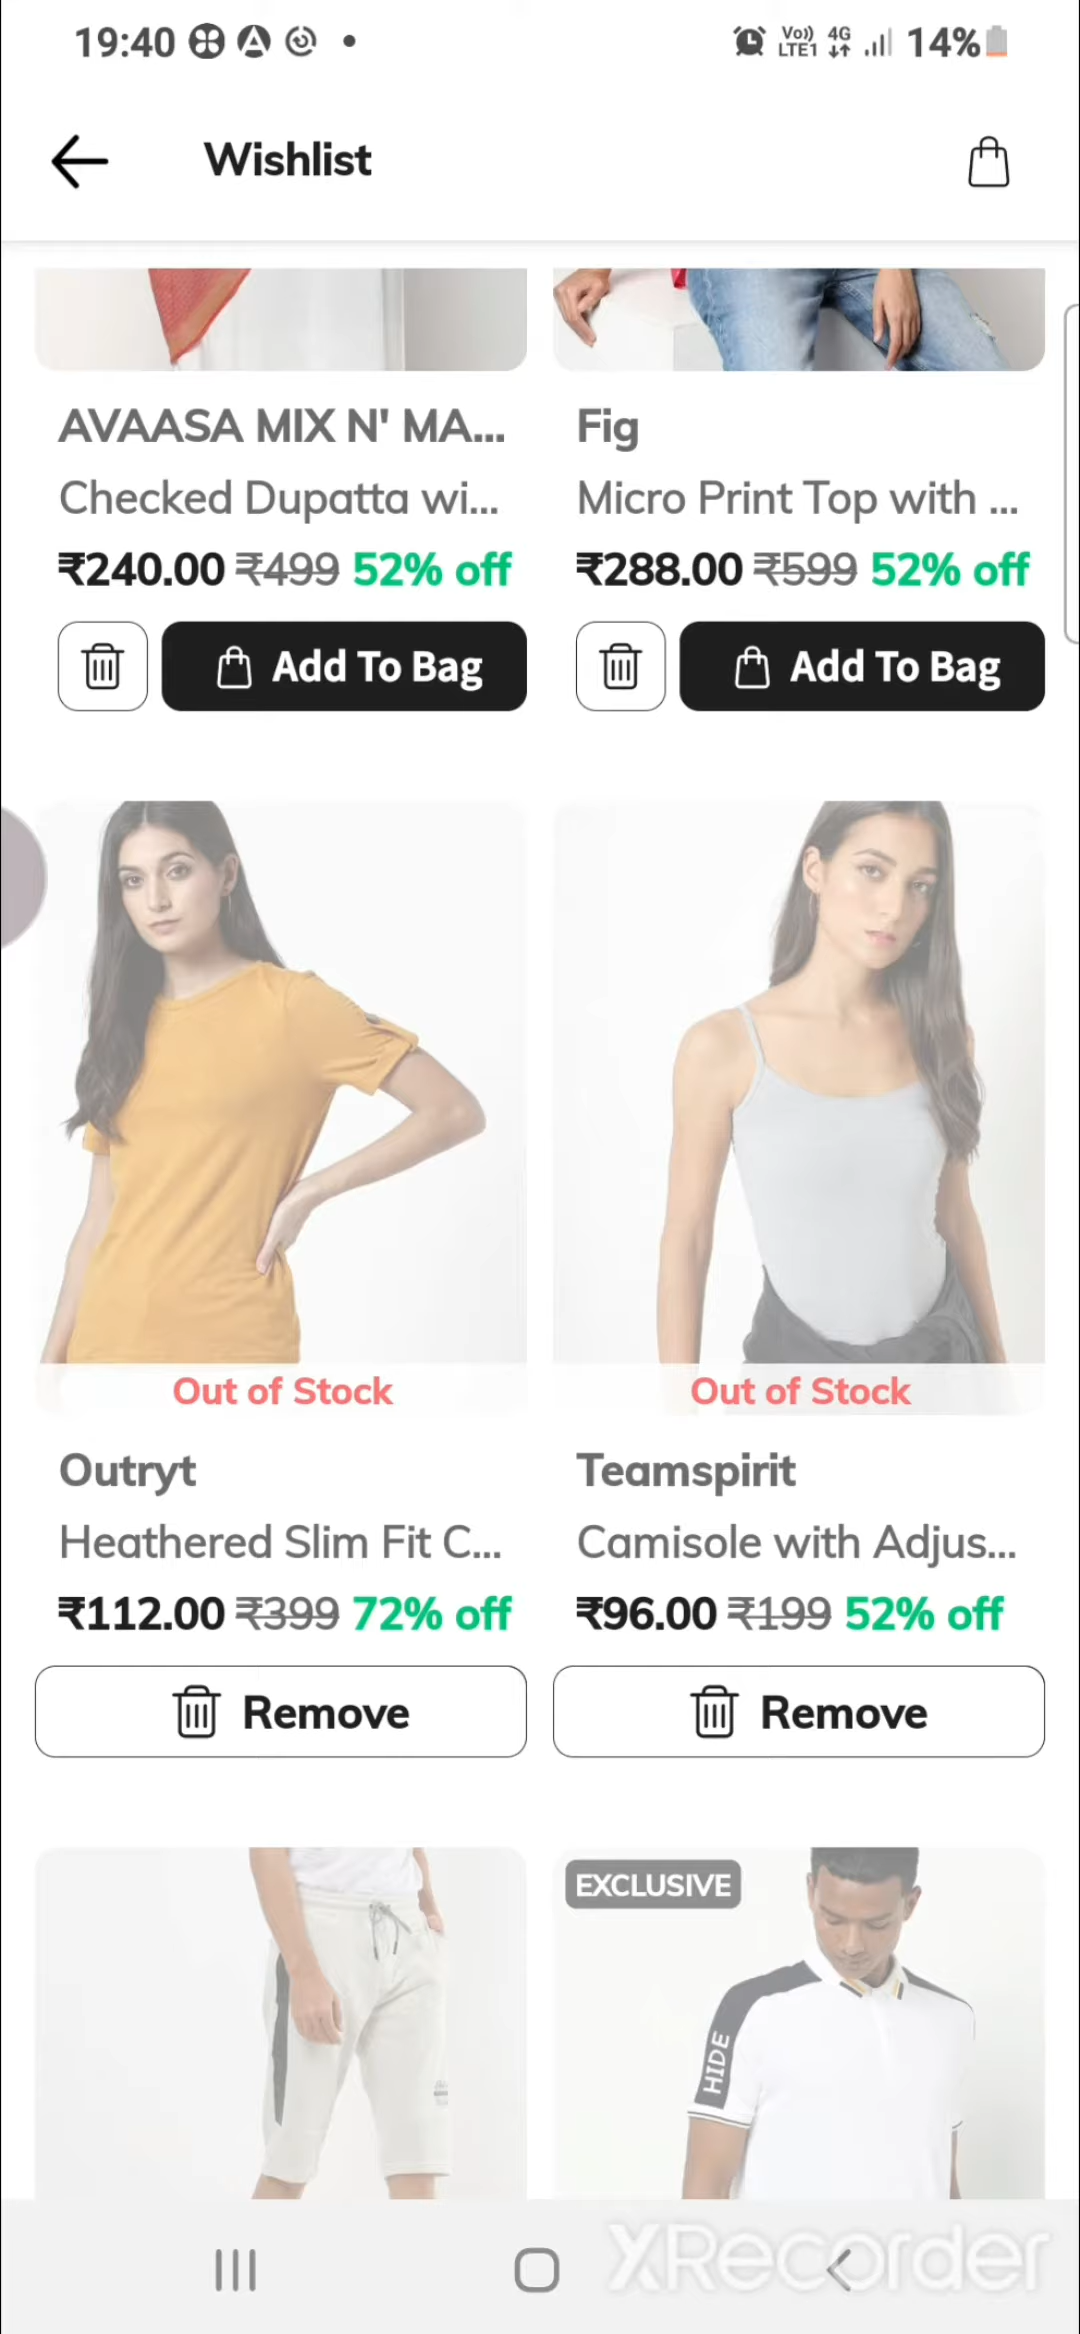 19:40
Vo)) 4G 14%
LTE1
Wishlist
AVAASA MIX N' MA... Fig
Checked Dupatta wi... Micro Print Top with ...
₹240.00 ₹499 52% off ₹288.00 ₹599 52% off
Add To Bag Add To Bag
Out of Stock Out of Stock
Outryt Teamspirit
Heathered Slim Fit C... Camisole with Adjus...
₹112.00 ₹399 72% off ₹96.00 ₹199 52% off
Remove Remove
EXCLUSIVE
HIDE
XRecorder